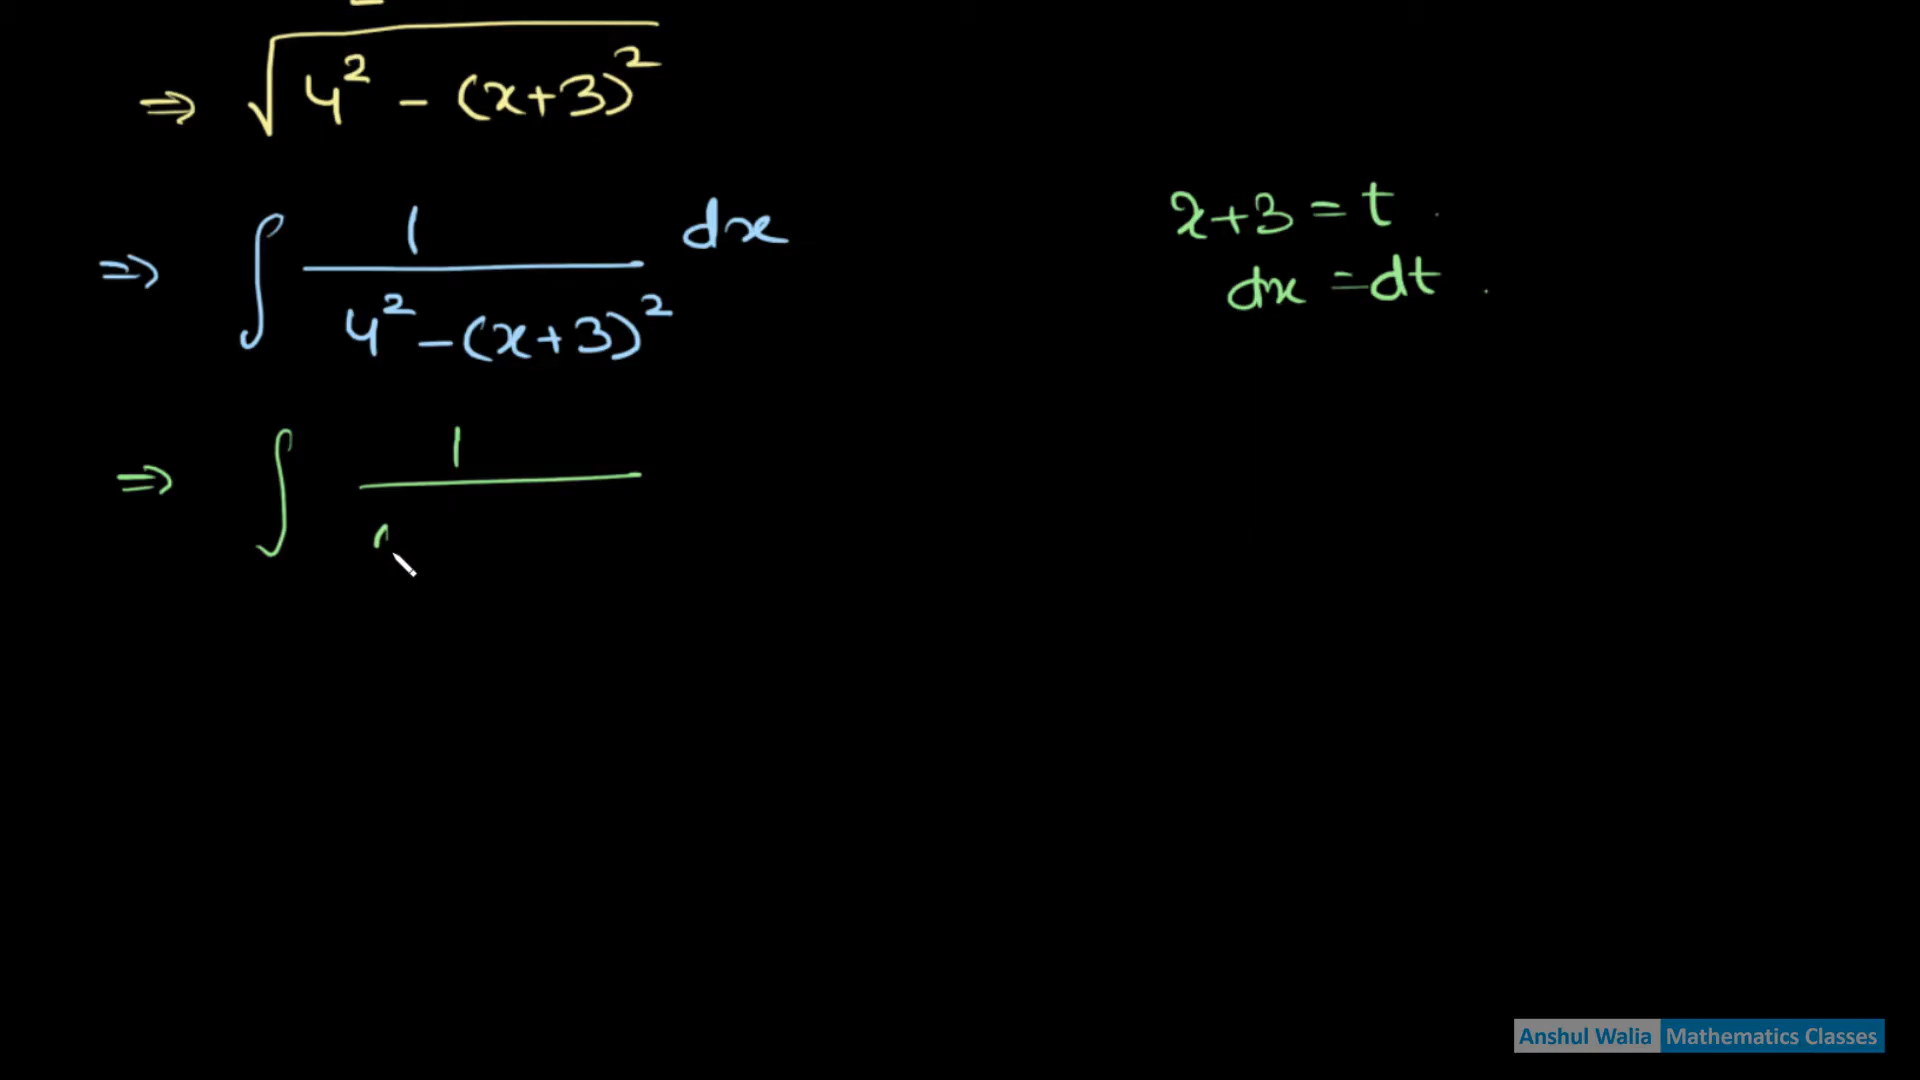 ⇒ √(4² - (x+3)²)
⇒ ∫ 1/(4² - (x+3)²) dx
x+3 = t
dx = dt
⇒ ∫ 1
Anshul Walia Mathematics Classes